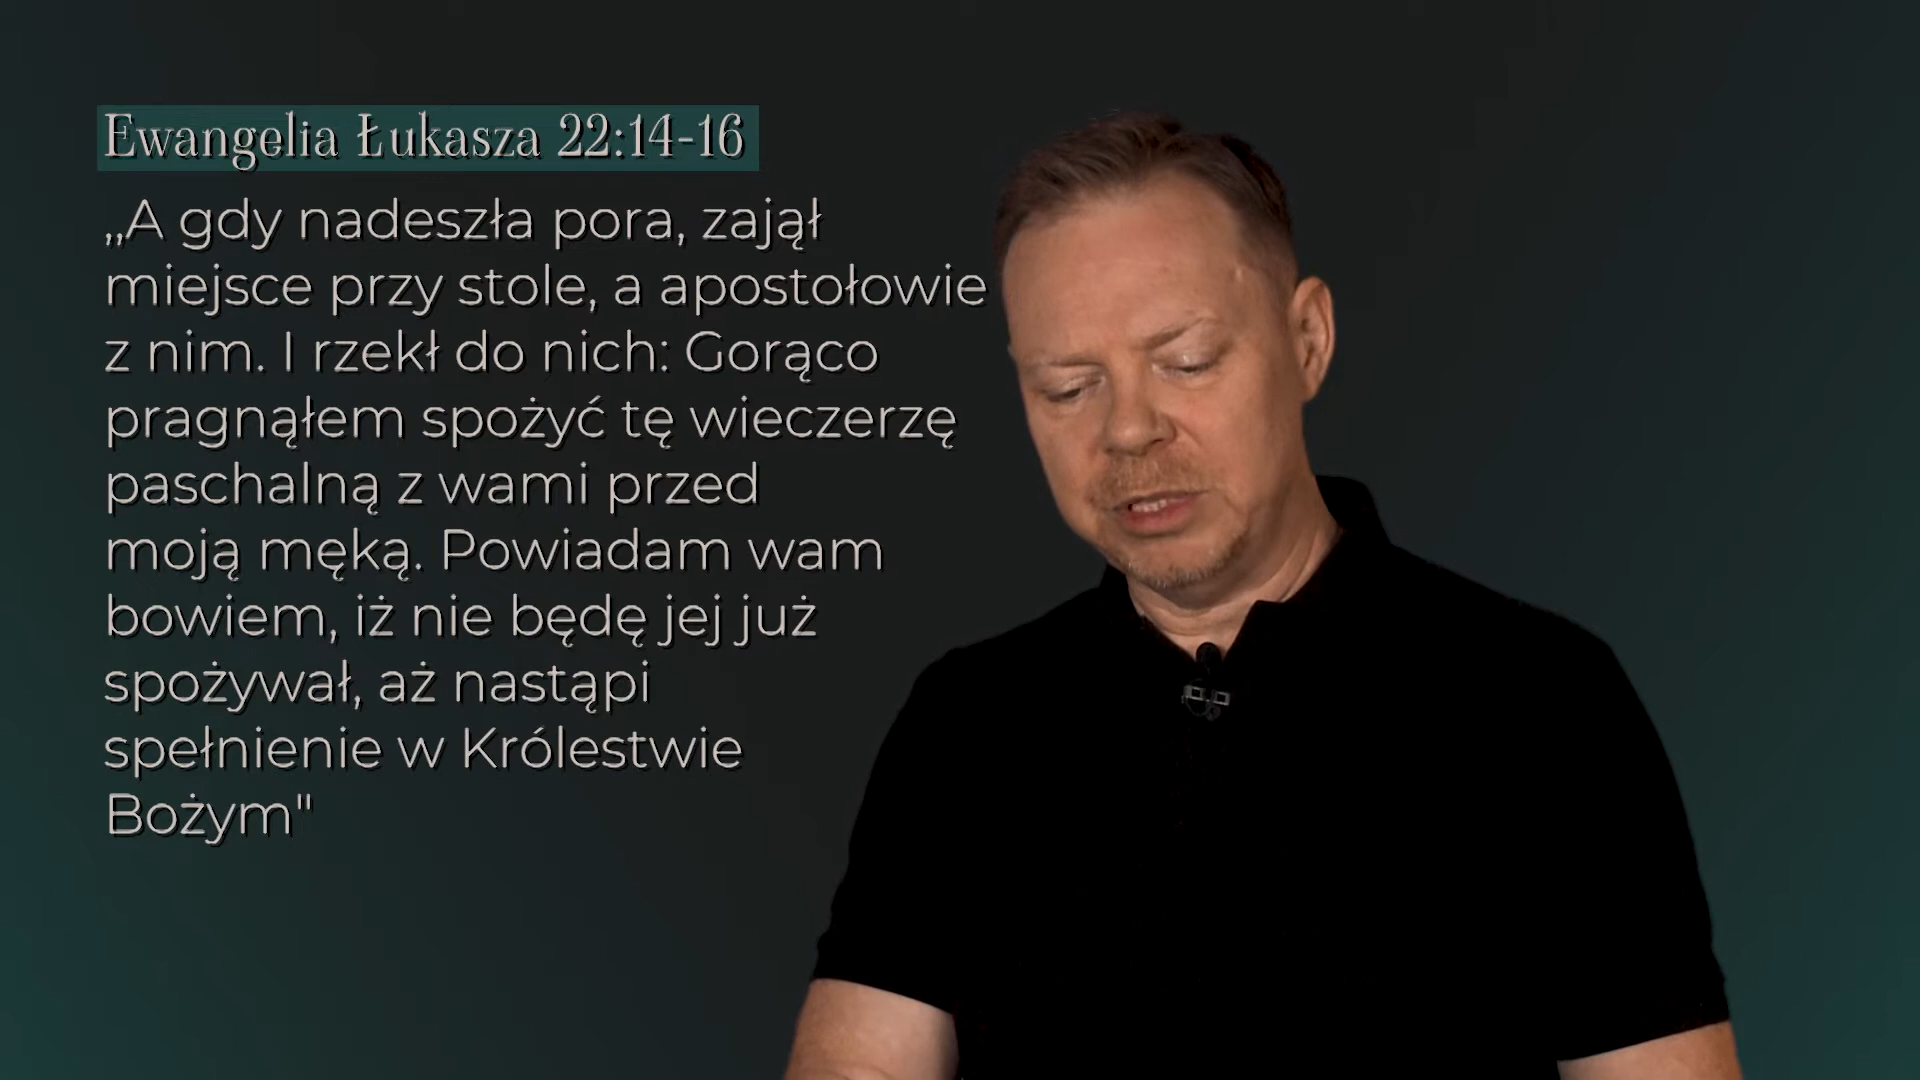 Ewangelia Łukasza 22:14-16
„A gdy nadeszła pora, zajął
miejsce przy stole, a apostołowie
z nim. I rzekł do nich: Gorąco
pragnąłem spożyć tę wieczerzę
paschalną z wami przed
moją męką. Powiadam wam
bowiem, iż nie będę jej już
spożywał, aż nastąpi
spełnienie w Królestwie
Bożym"